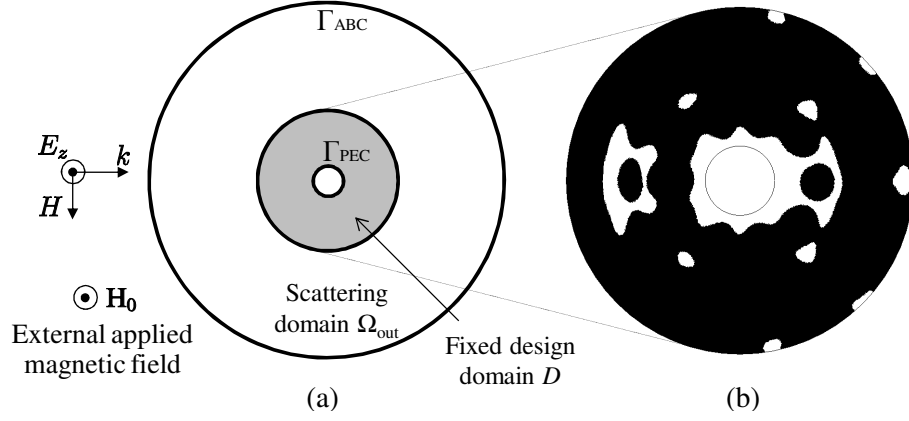 Γ_ABC
Γ_PEC
E_z
k
H
H_0
External applied
magnetic field
Scattering
domain Ω_out
Fixed design
domain D
(a)
(b)